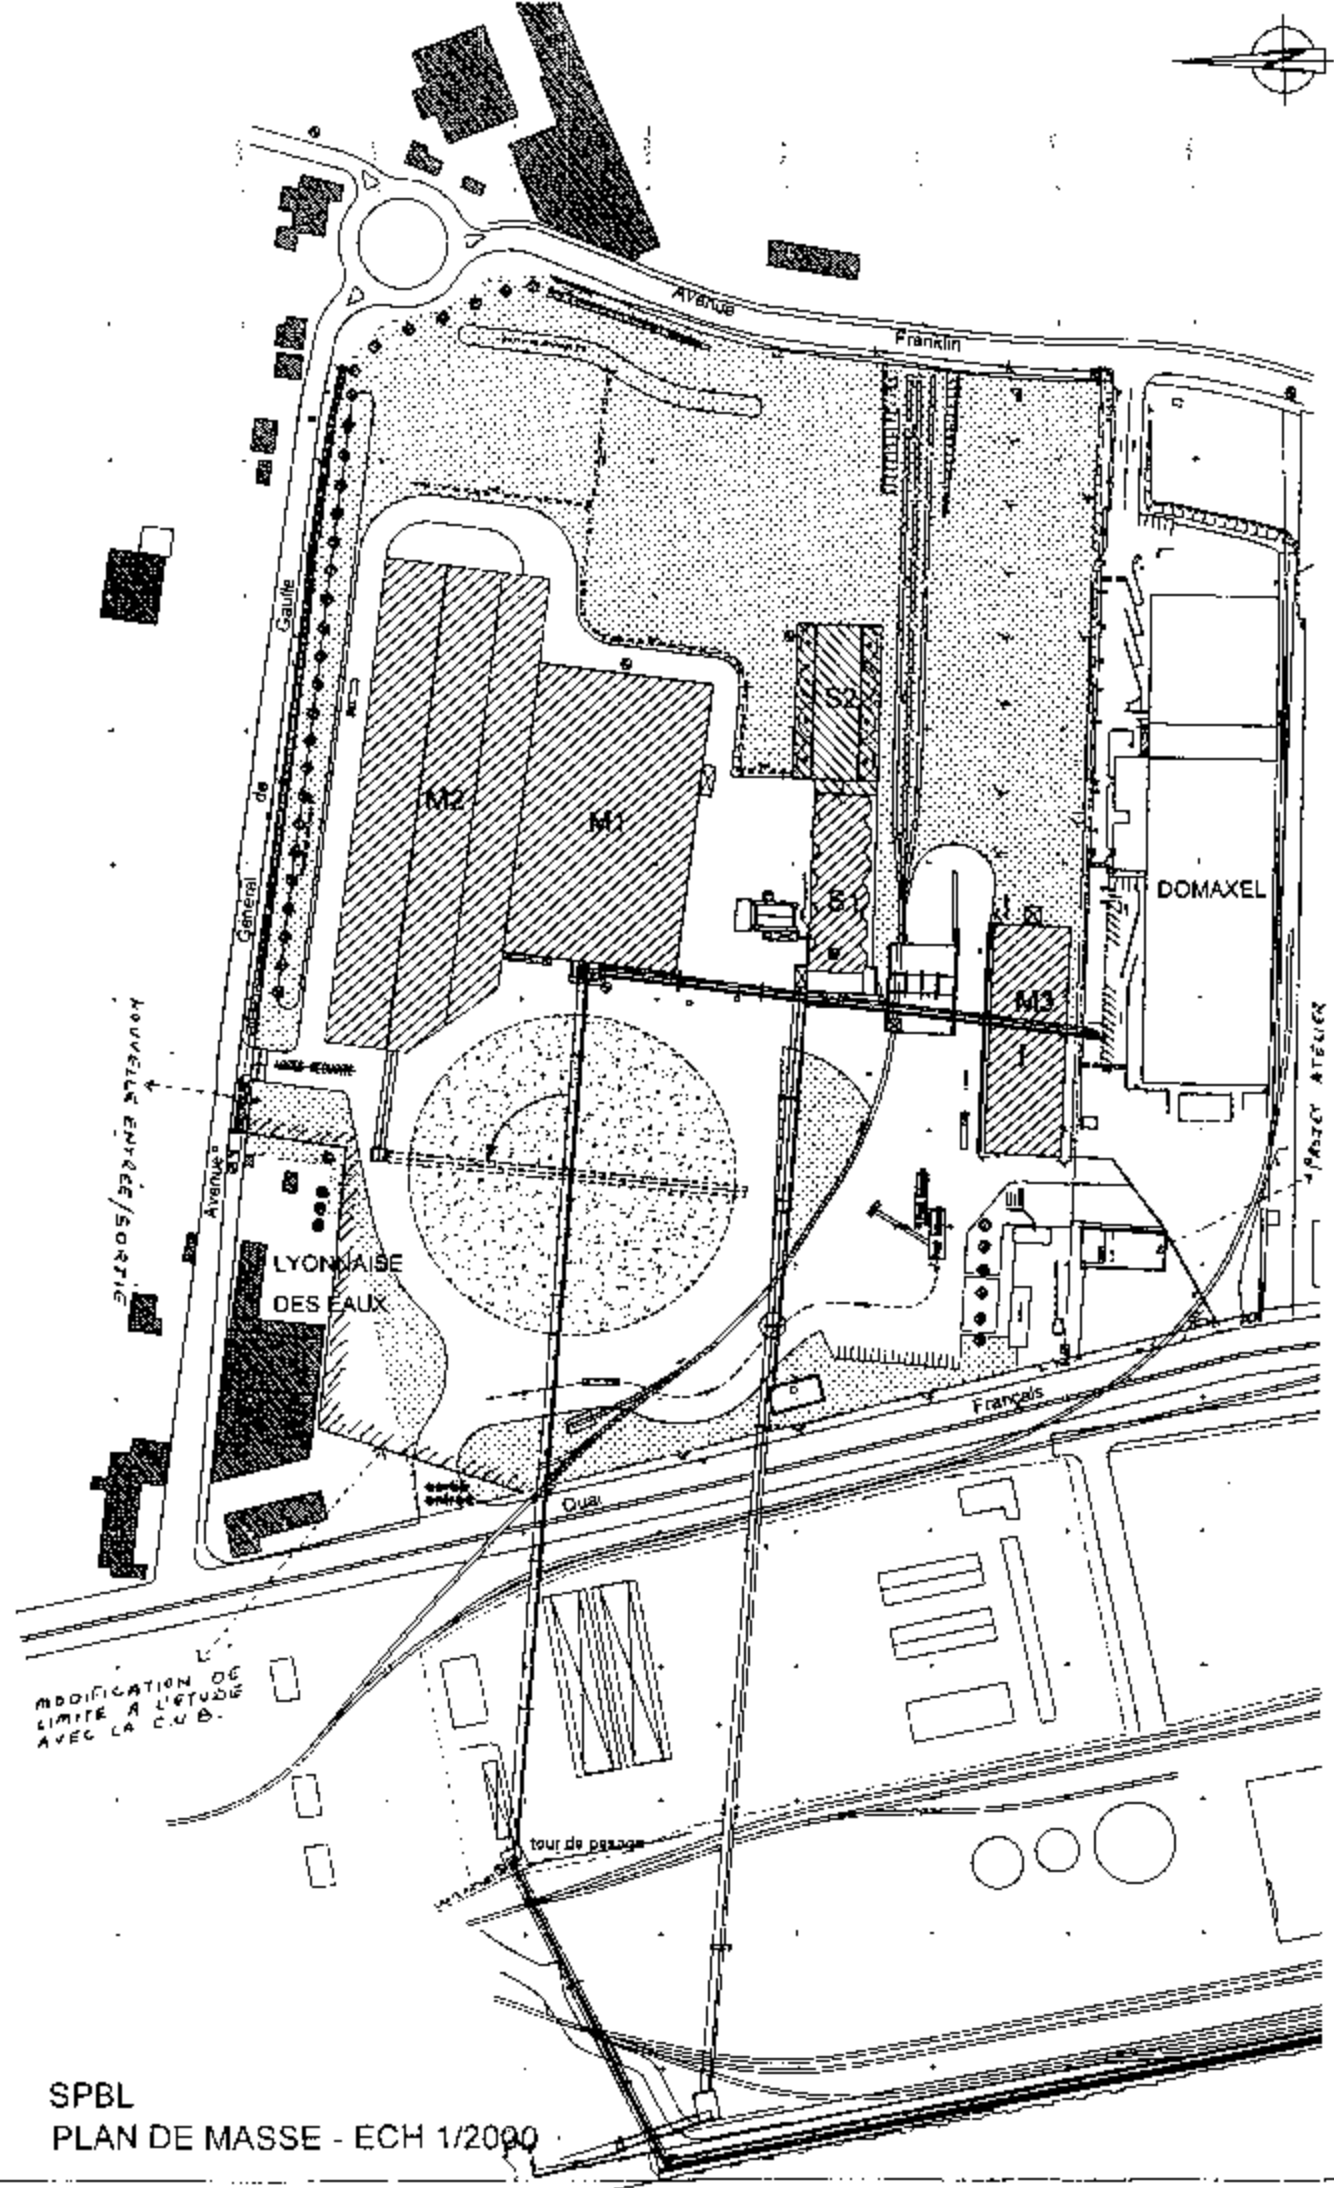 Avenue
Franklin
Gaulle
de
Général
Avenue
S2
M2
M1
S1
DOMAXEL
M3
NOUVELLE ENTRÉE/SORTIE
PROJET ATELIER
LYONNAISE
DES EAUX
Français
Quai
sortie
entrée
MODIFICATION DE
LIMITE A L'ETUDE
AVEC LA C.U.B.
tour de pesage
SPBL
PLAN DE MASSE - ECH 1/2000